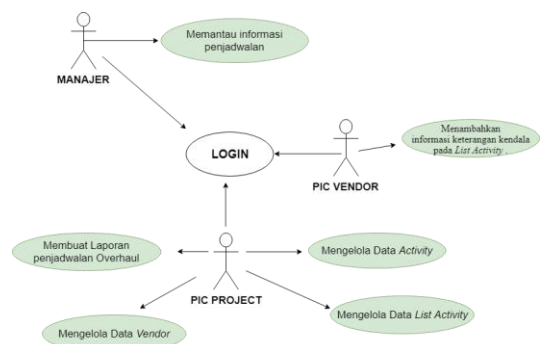 Memantau informasi
penjadwalan
MANAJER
LOGIN
Menambahkan
informasi keterangan kendala
pada List Activity .
PIC VENDOR
Membuat Laporan
penjadwalan Overhaul
Mengelola Data Activity
PIC PROJECT
Mengelola Data List Activity
Mengelola Data Vendor